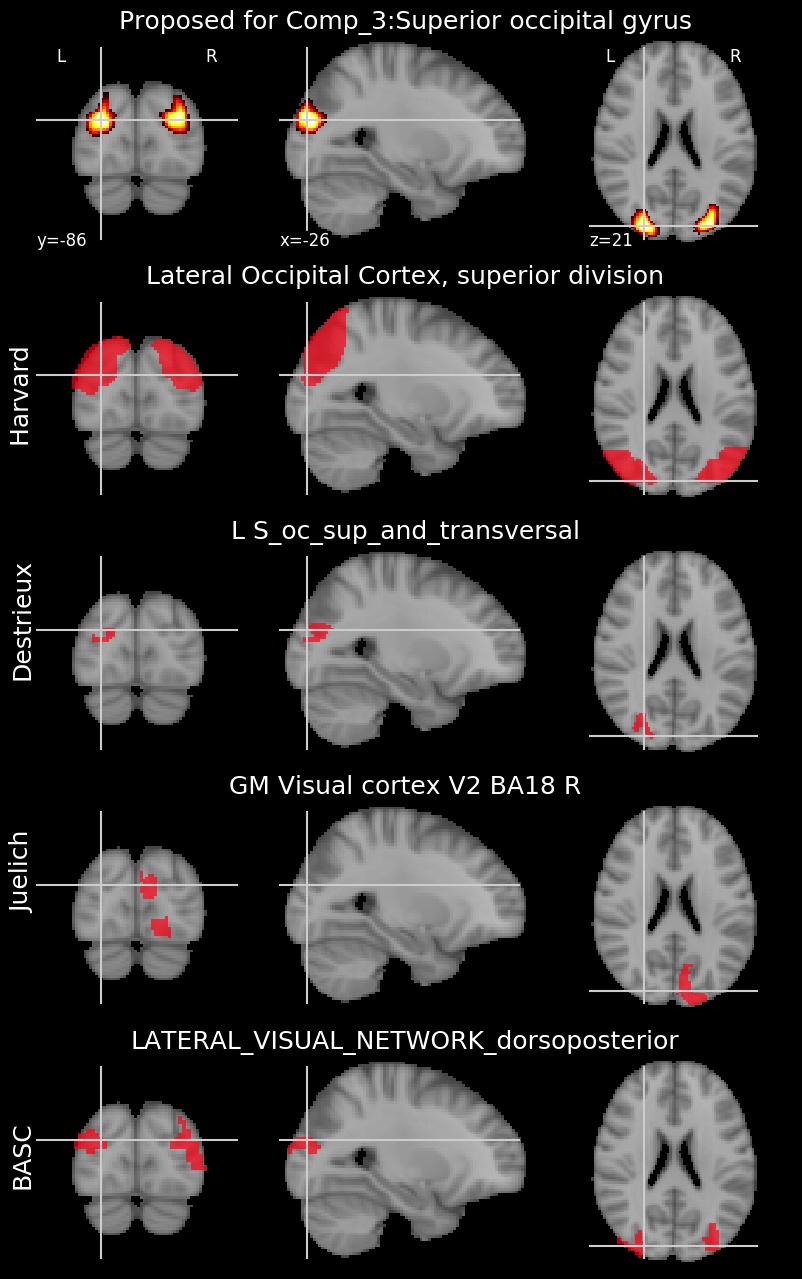 Proposed for Comp_3:Superior occipital gyrus
L R L R
y=-86 x=-26 z=21
Lateral Occipital Cortex, superior division
Harvard
L S_oc_sup_and_transversal
Destrieux
GM Visual cortex V2 BA18 R
Juelich
LATERAL_VISUAL_NETWORK_dorsoposterior
BASC